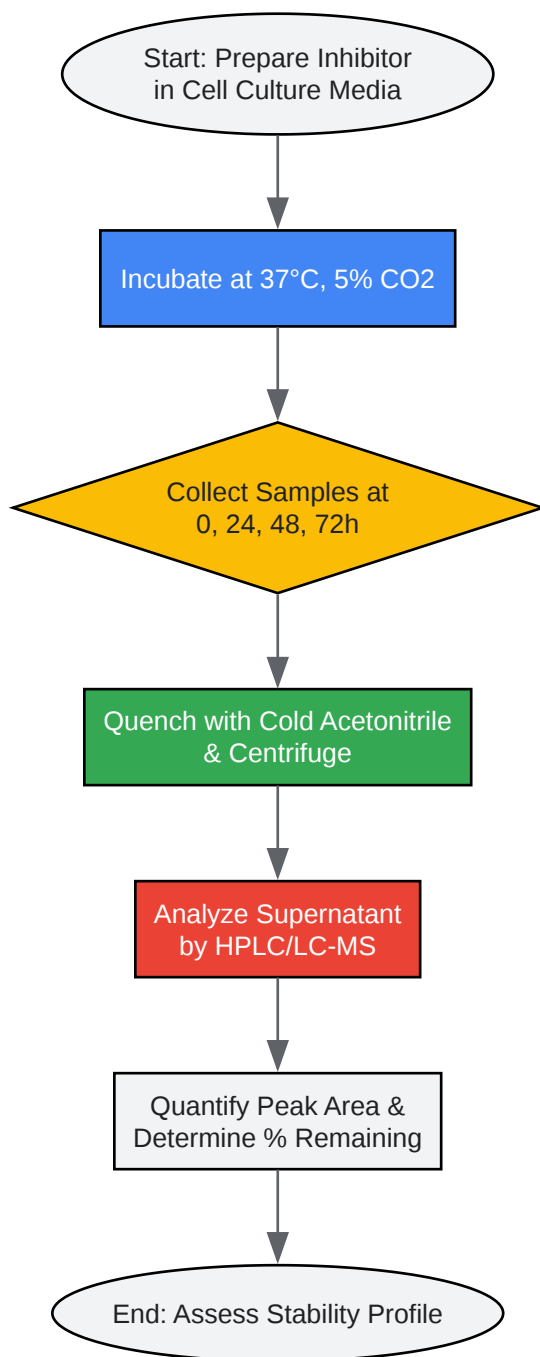 Start: Prepare Inhibitor
in Cell Culture Media
Incubate at 37°C, 5% CO2
Collect Samples at
0, 24, 48, 72h
Quench with Cold Acetonitrile
& Centrifuge
Analyze Supernatant
by HPLC/LC-MS
Quantify Peak Area &
Determine % Remaining
End: Assess Stability Profile